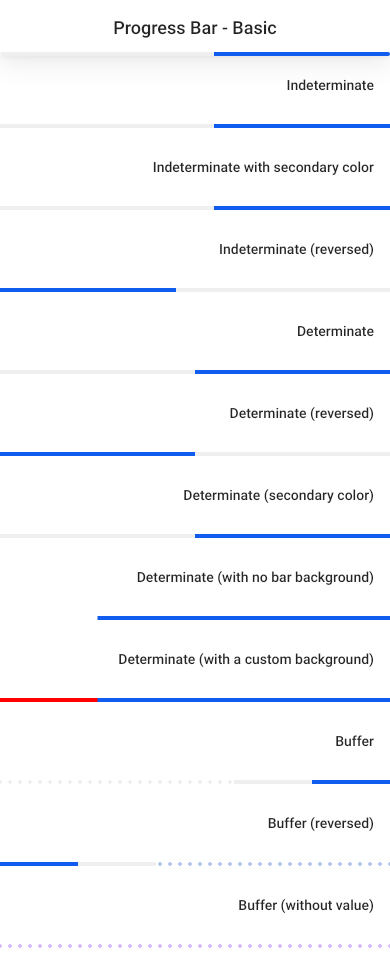 Progress Bar - Basic
Indeterminate
Indeterminate with secondary color
Indeterminate (reversed)
Determinate
Determinate (reversed)
Determinate (secondary color)
Determinate (with no bar background)
Determinate (with a custom background)
Buffer
Buffer (reversed)
Buffer (without value)